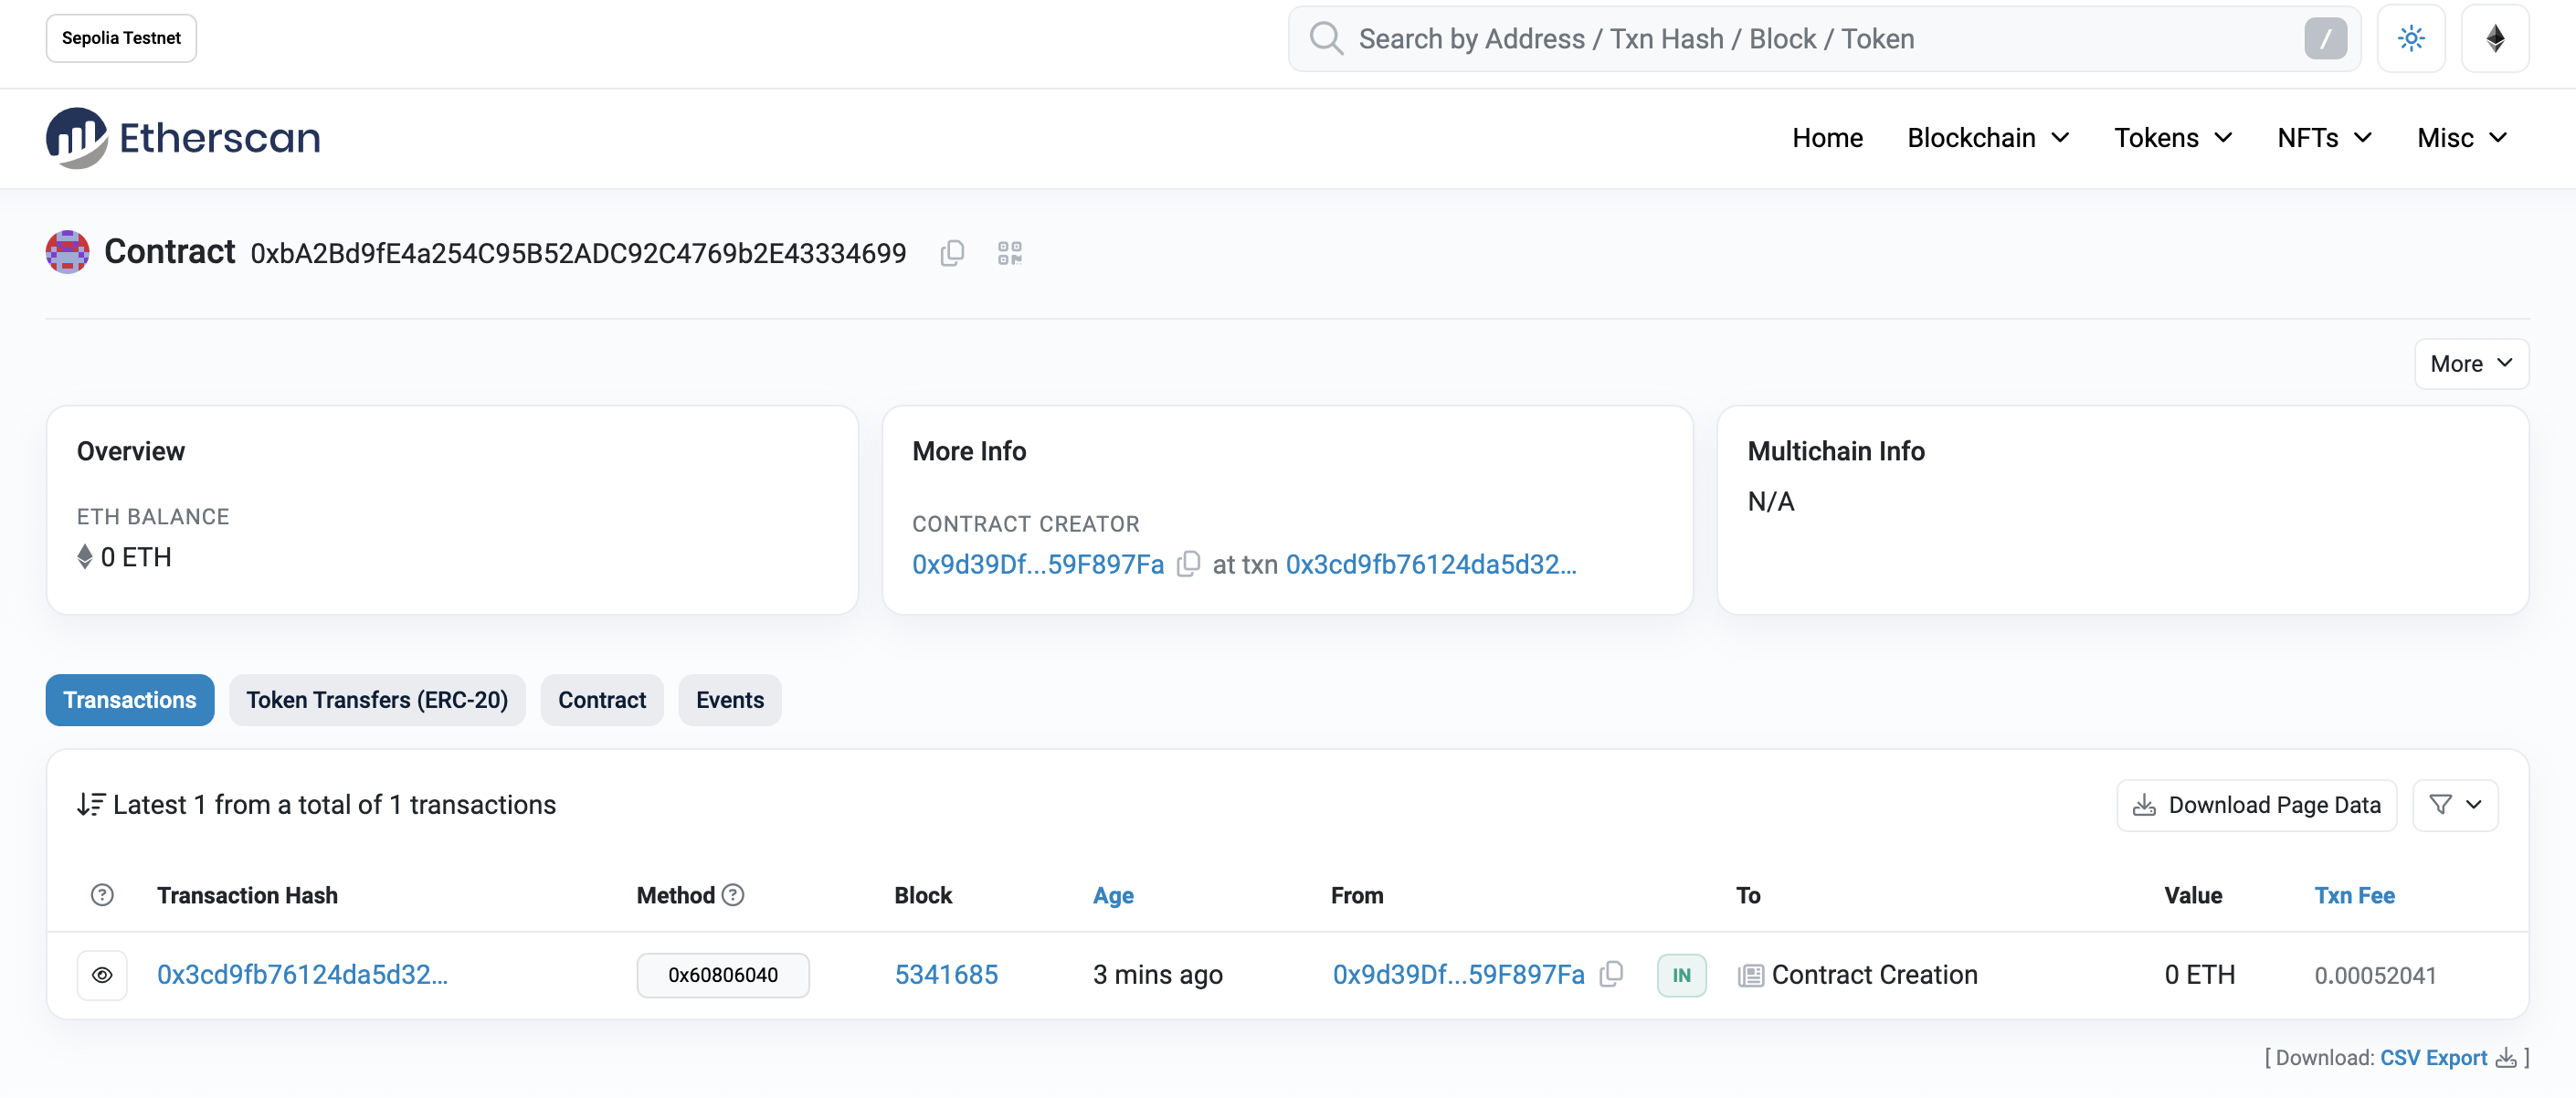 Sepolia Testnet
Search by Address / Txn Hash / Block / Token
/
Etherscan
Home Blockchain Tokens NFTs Misc
Contract 0xbA2Bd9fE4a254C95B52ADC92C4769b2E43334699
More
Overview
ETH BALANCE
0 ETH
More Info
CONTRACT CREATOR
0x9d39Df...59F897Fa at txn 0x3cd9fb76124da5d32...
Multichain Info
N/A
Transactions Token Transfers (ERC-20) Contract Events
Latest 1 from a total of 1 transactions
Download Page Data
Transaction Hash Method Block Age From To Value Txn Fee
0x3cd9fb76124da5d32... 0x60806040 5341685 3 mins ago 0x9d39Df...59F897Fa IN Contract Creation 0 ETH 0.00052041
[ Download: CSV Export ]